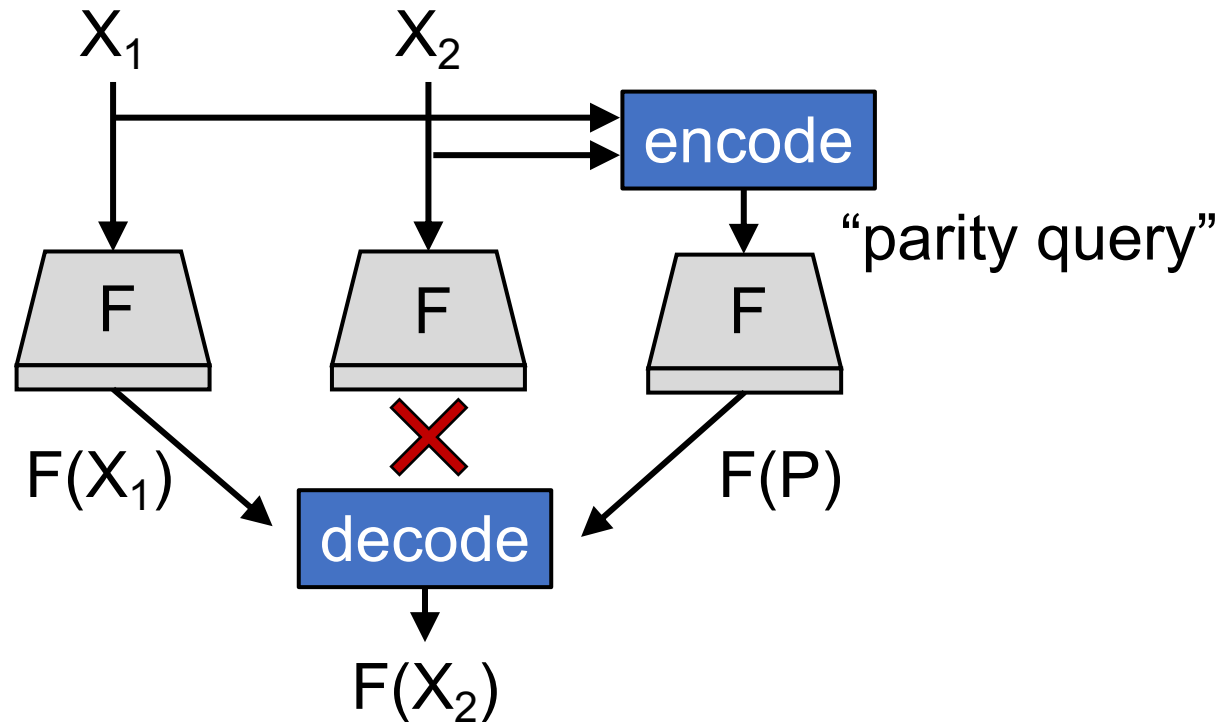 X₁
X₂
encode
“parity query”
F
F
F
F(X₁)
F(P)
decode
F(X₂)